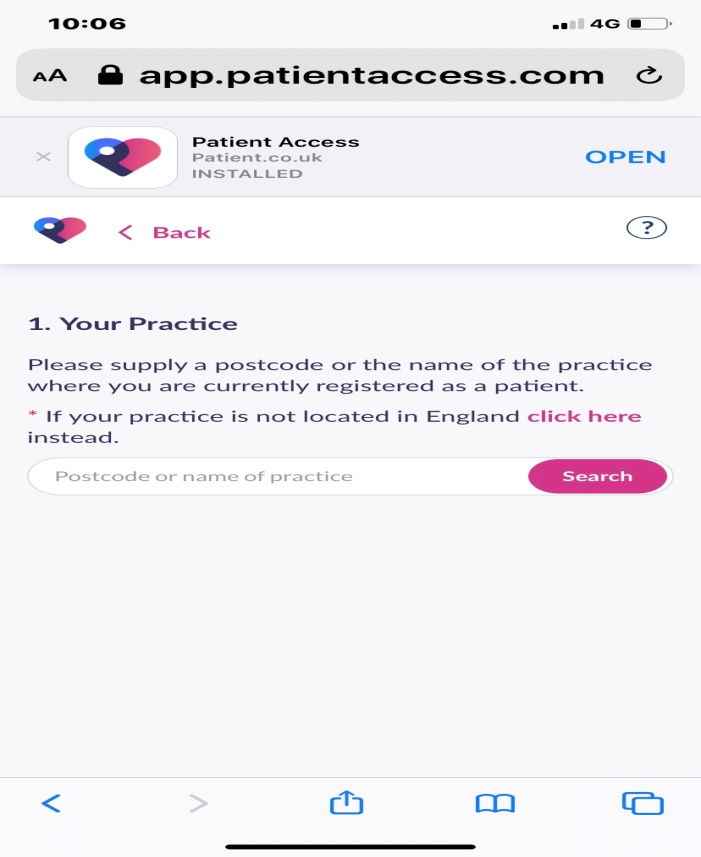 10:06
4G
AA app.patientaccess.com
Patient Access
Patient.co.uk
INSTALLED
OPEN
Back
?
1. Your Practice
Please supply a postcode or the name of the practice
where you are currently registered as a patient.
* If your practice is not located in England click here
instead.
Postcode or name of practice
Search